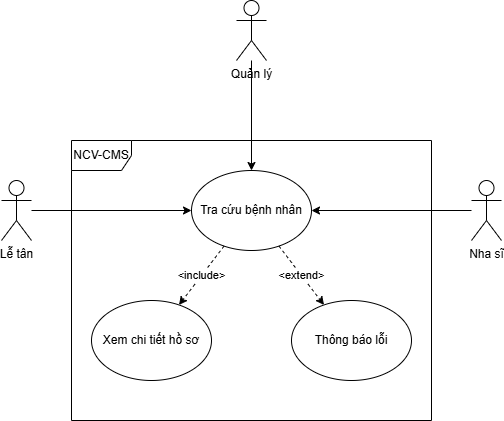 Quản lý
NCV-CMS
Tra cứu bệnh nhân
Lễ tân
Nha sĩ
<include>
<extend>
Xem chi tiết hồ sơ
Thông báo lỗi